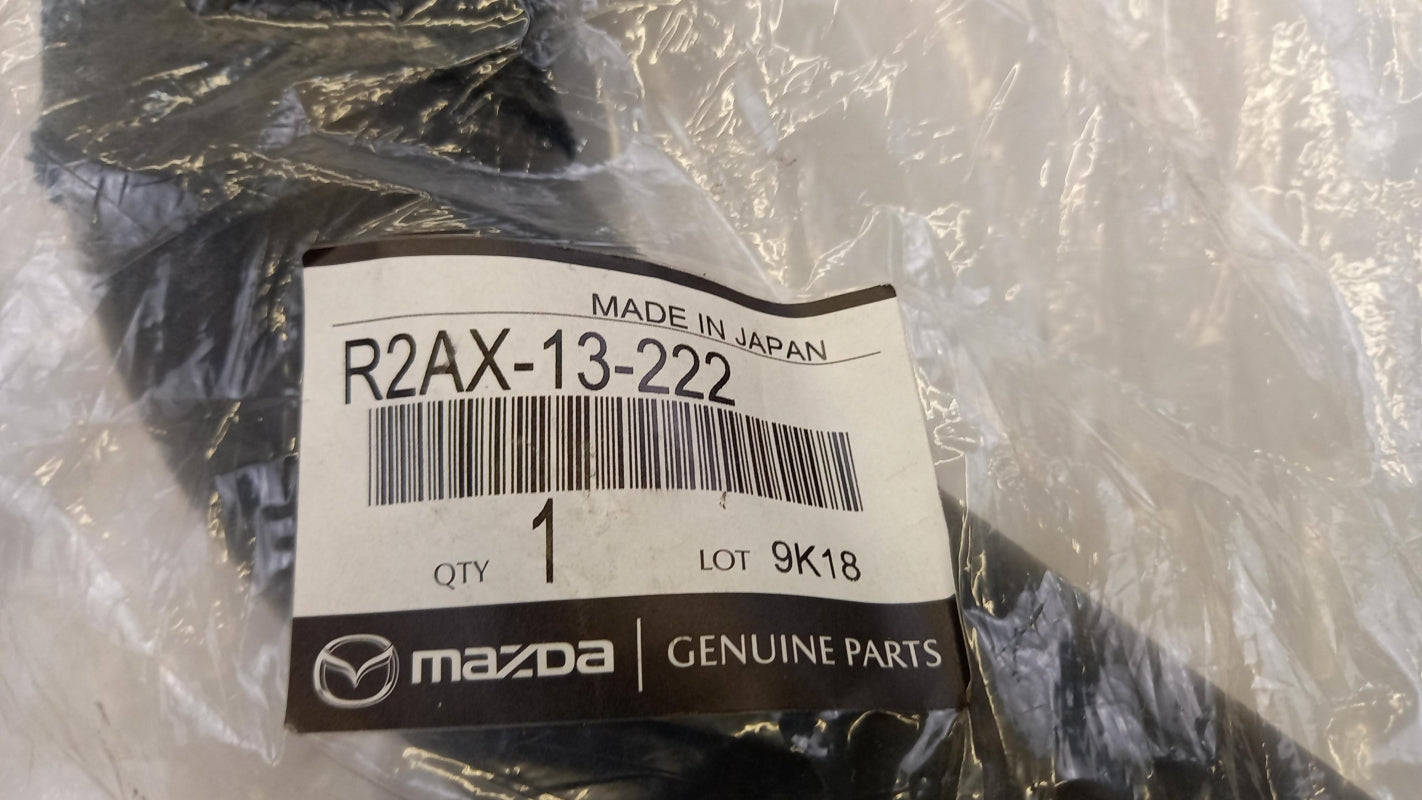 MADE IN JAPAN
R2AX-13-222
QTY 1 LOT 9K18
mazda GENUINE PARTS